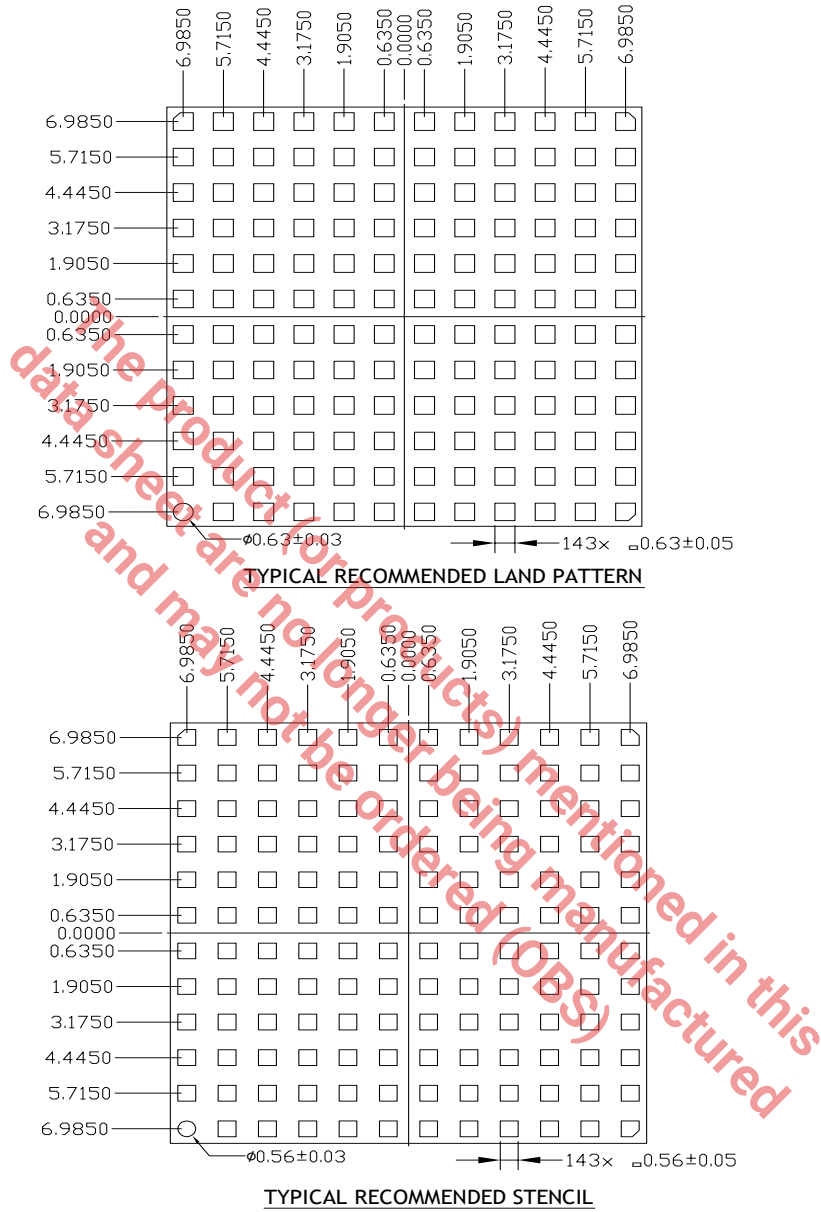 6.9850 5.7150 4.4450 3.1750 1.9050 0.6350 0.0000 0.6350 1.9050 3.1750 4.4450 5.7150 6.9850
6.9850
5.7150
4.4450
3.1750
1.9050
0.6350
0.0000
0.6350
1.9050
3.1750
4.4450
5.7150
6.9850
ø0.63±0.03
143x □0.63±0.05
TYPICAL RECOMMENDED LAND PATTERN
6.9850 5.7150 4.4450 3.1750 1.9050 0.6350 0.0000 0.6350 1.9050 3.1750 4.4450 5.7150 6.9850
6.9850
5.7150
4.4450
3.1750
1.9050
0.6350
0.0000
0.6350
1.9050
3.1750
4.4450
5.7150
6.9850
ø0.56±0.03
143x □0.56±0.05
TYPICAL RECOMMENDED STENCIL
The product (or products) mentioned in this
data sheet are no longer being manufactured
and may not be ordered (OBS)